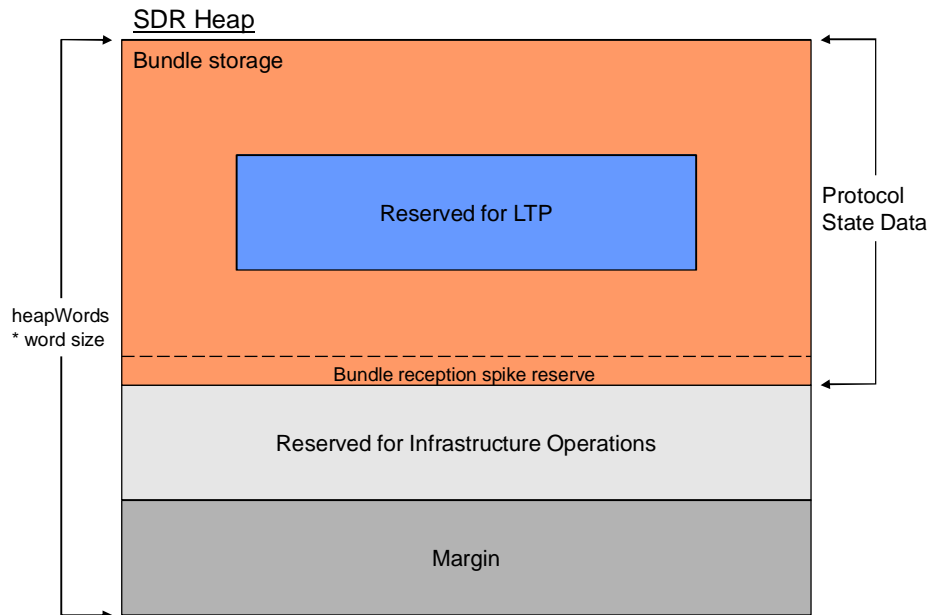 SDR Heap
Bundle storage
Reserved for LTP
Protocol
State Data
heapWords
* word size
Bundle reception spike reserve
Reserved for Infrastructure Operations
Margin